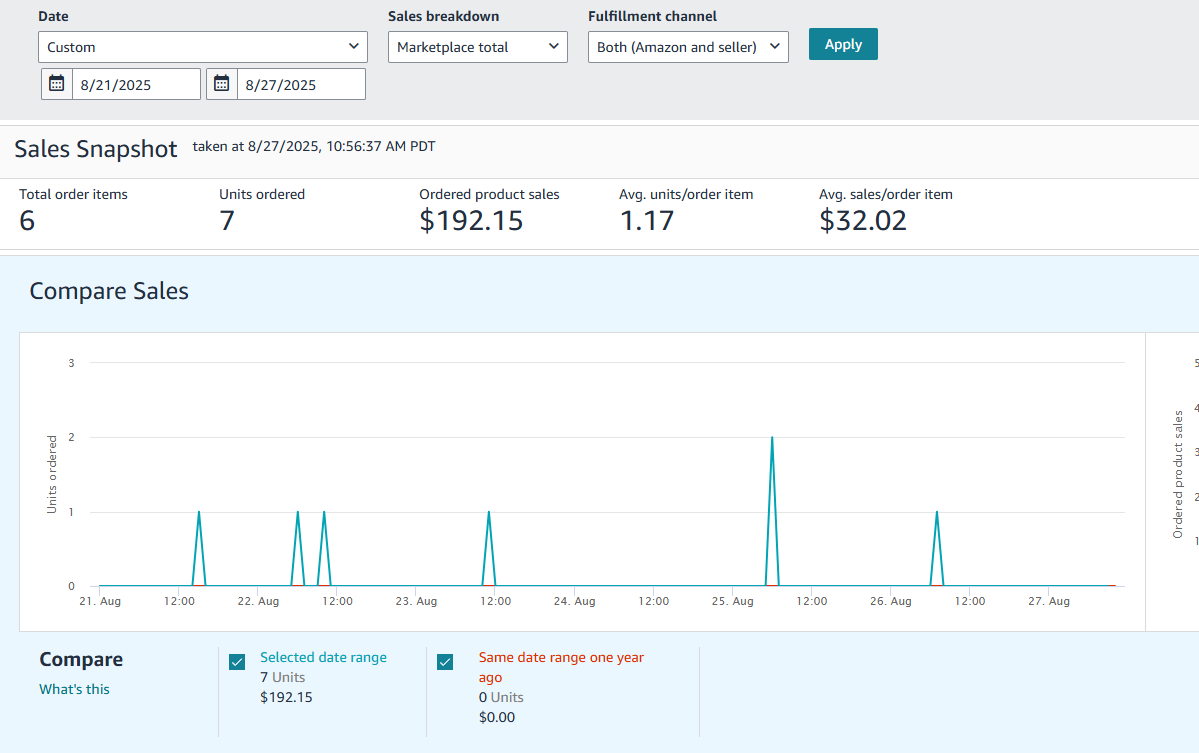 Date
Sales breakdown
Fulfillment channel
Custom
Marketplace total
Both (Amazon and seller)
Apply
8/21/2025
8/27/2025
Sales Snapshot
taken at 8/27/2025, 10:56:37 AM PDT
Total order items
6
Units ordered
7
Ordered product sales
$192.15
Avg. units/order item
1.17
Avg. sales/order item
$32.02
Compare Sales
Units ordered
3
2
1
0
21. Aug
12:00
22. Aug
12:00
23. Aug
12:00
24. Aug
12:00
25. Aug
12:00
26. Aug
12:00
27. Aug
Ordered product sales
5
4
3
2
1
Compare
What's this
Selected date range
7 Units
$192.15
Same date range one year
ago
0 Units
$0.00